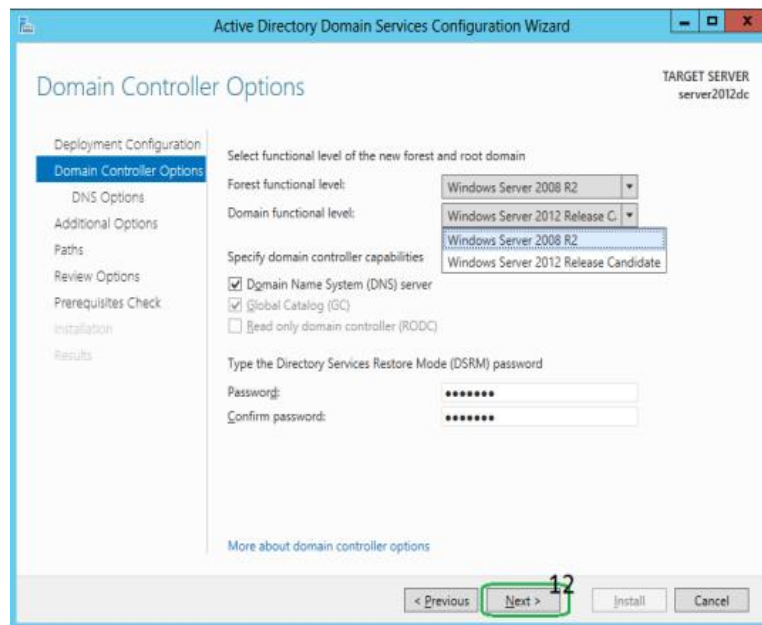 Active Directory Domain Services Configuration Wizard
Domain Controller Options
TARGET SERVER
server2012dc
Deployment Configuration
Domain Controller Options
DNS Options
Additional Options
Paths
Review Options
Prerequisites Check
Installation
Results
Select functional level of the new forest and root domain
Forest functional level: Windows Server 2008 R2
Domain functional level: Windows Server 2012 Release C
Windows Server 2008 R2
Windows Server 2012 Release Candidate
Specify domain controller capabilities
Domain Name System (DNS) server
Global Catalog (GC)
Read only domain controller (RODC)
Type the Directory Services Restore Mode (DSRM) password
Password: •••••••
Confirm password: •••••••
More about domain controller options
12
< Previous Next > Install Cancel